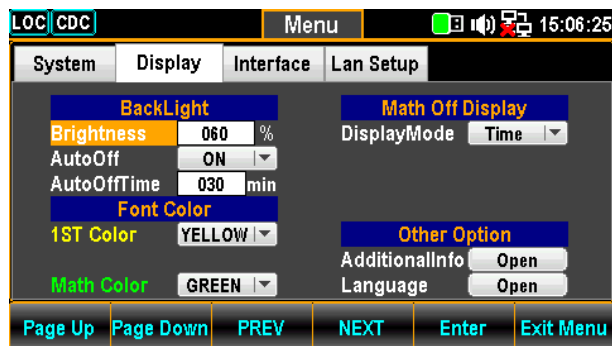 LOC CDC Menu 15:06:25
System Display Interface Lan Setup
BackLight
Brightness 060 %
AutoOff ON
AutoOffTime 030 min
Font Color
1ST Color YELLOW
Math Color GREEN
Math Off Display
DisplayMode Time
Other Option
AdditionalInfo Open
Language Open
Page Up Page Down PREV NEXT Enter Exit Menu